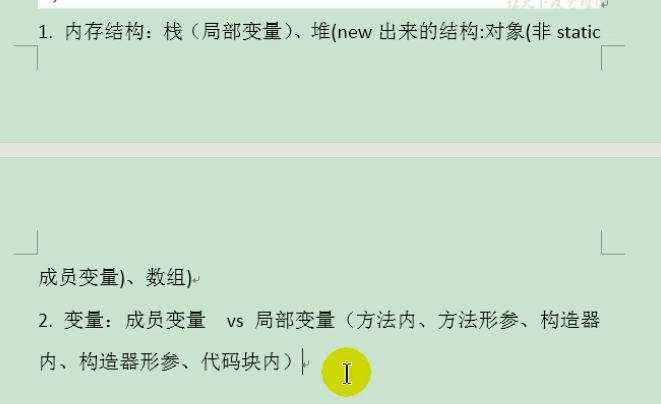 1. 内存结构：栈（局部变量）、堆(new 出来的结构:对象(非 static
成员变量)、数组)
2. 变量：成员变量 vs 局部变量（方法内、方法形参、构造器
内、构造器形参、代码块内）